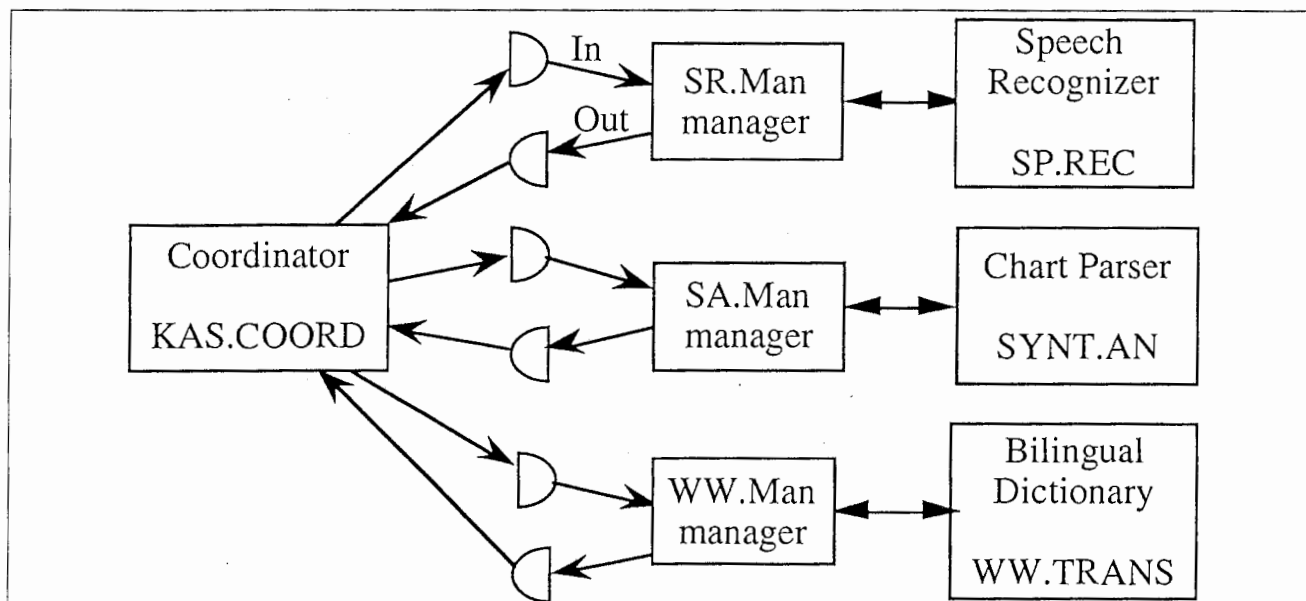 In
Out
SR.Man
manager
Speech
Recognizer
SP.REC
Coordinator
KAS.COORD
SA.Man
manager
Chart Parser
SYNT.AN
WW.Man
manager
Bilingual
Dictionary
WW.TRANS